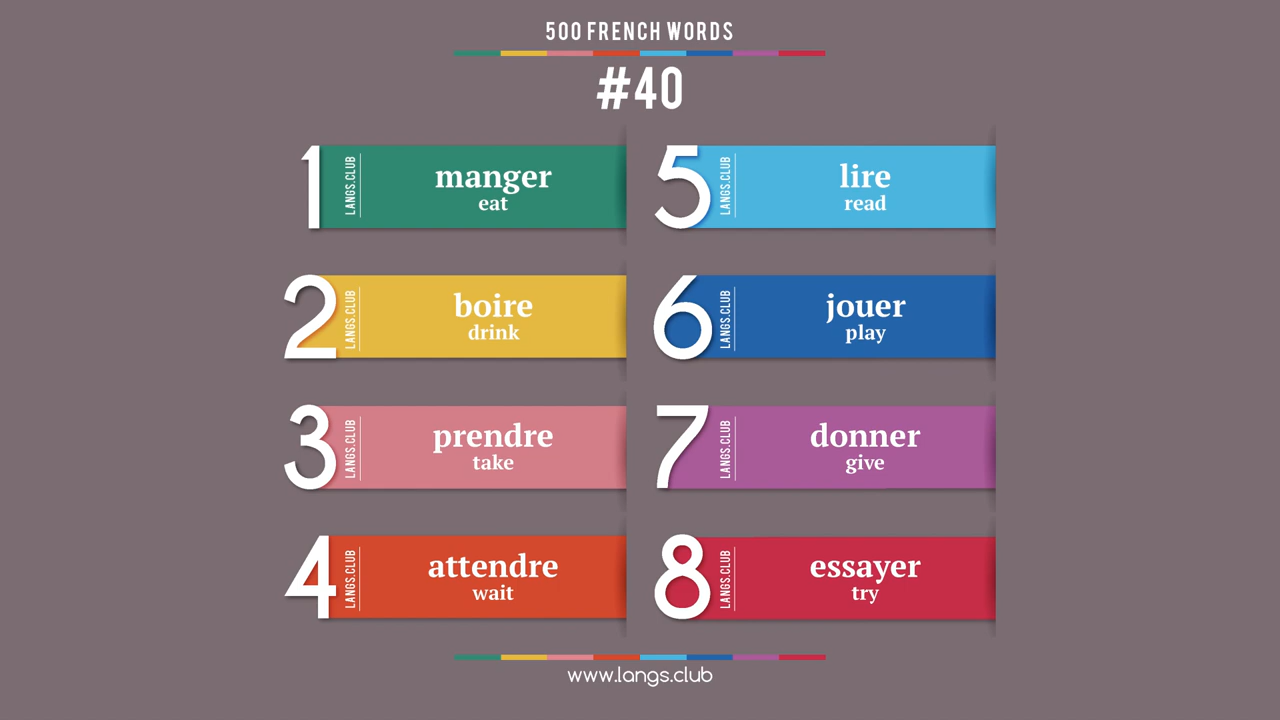 500 FRENCH WORDS
#40
1
LANGS.CLUB
manger
eat
2
LANGS.CLUB
boire
drink
3
LANGS.CLUB
prendre
take
4
LANGS.CLUB
attendre
wait
5
LANGS.CLUB
lire
read
6
LANGS.CLUB
jouer
play
7
LANGS.CLUB
donner
give
8
LANGS.CLUB
essayer
try
www.langs.club